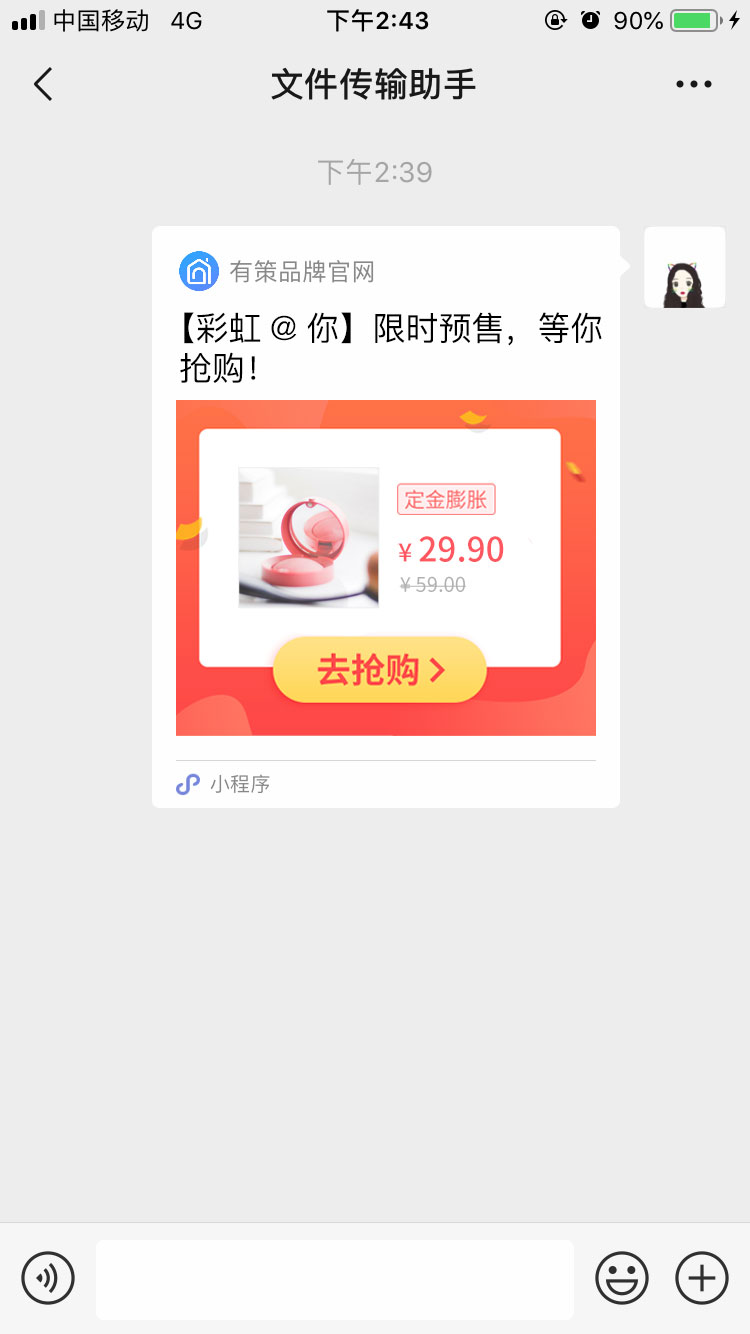 中国移动 4G 下午2:43 90%
文件传输助手
下午2:39
有策品牌官网
【彩虹 @ 你】限时预售，等你
抢购！
定金膨胀
¥ 29.90
¥ 59.00
去抢购
小程序